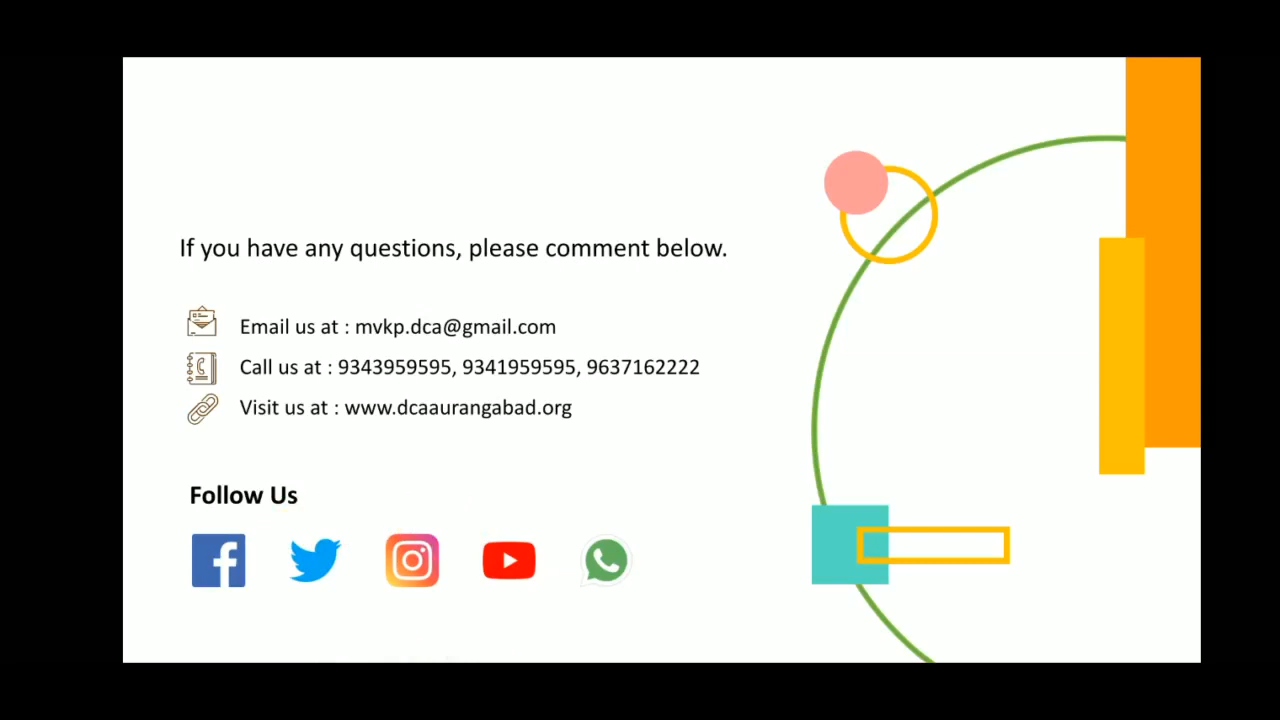 If you have any questions, please comment below.
Email us at : mvkp.dca@gmail.com
Call us at : 9343959595, 9341959595, 9637162222
Visit us at : www.dcaaurangabad.org
Follow Us